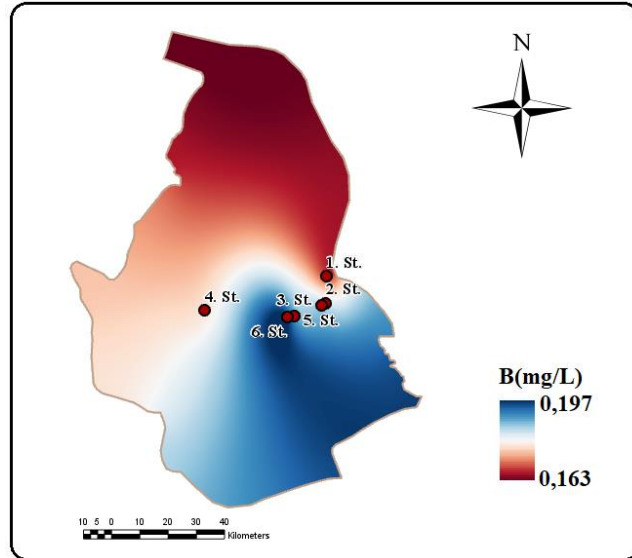 N
1. St.
2. St.
3. St.
4. St.
5. St.
6. St.
B(mg/L)
0,197
0,163
10 5 0 10 20 30 40
Kilometers